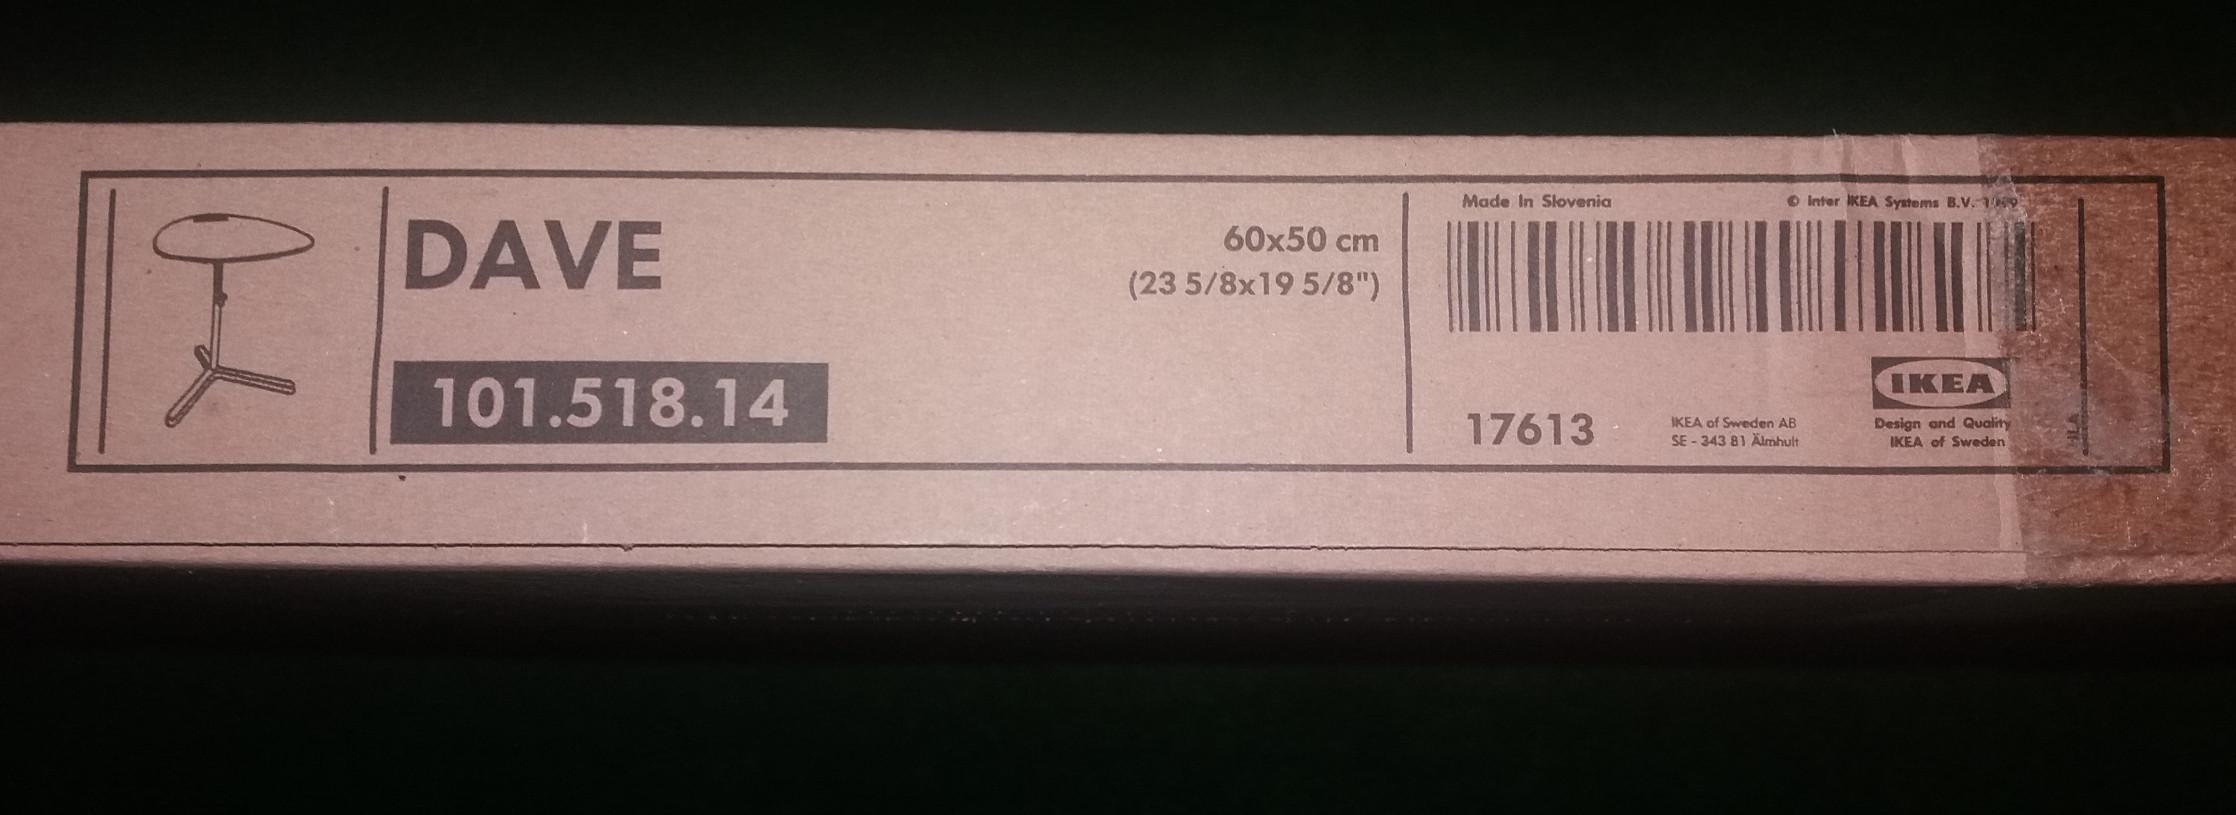 DAVE
101.518.14
60x50 cm
(23 5/8x19 5/8")
Made In Slovenia
© Inter IKEA Systems B.V.
17613
IKEA of Sweden AB
SE - 343 81 Älmhult
IKEA
Design and Quality
IKEA of Sweden